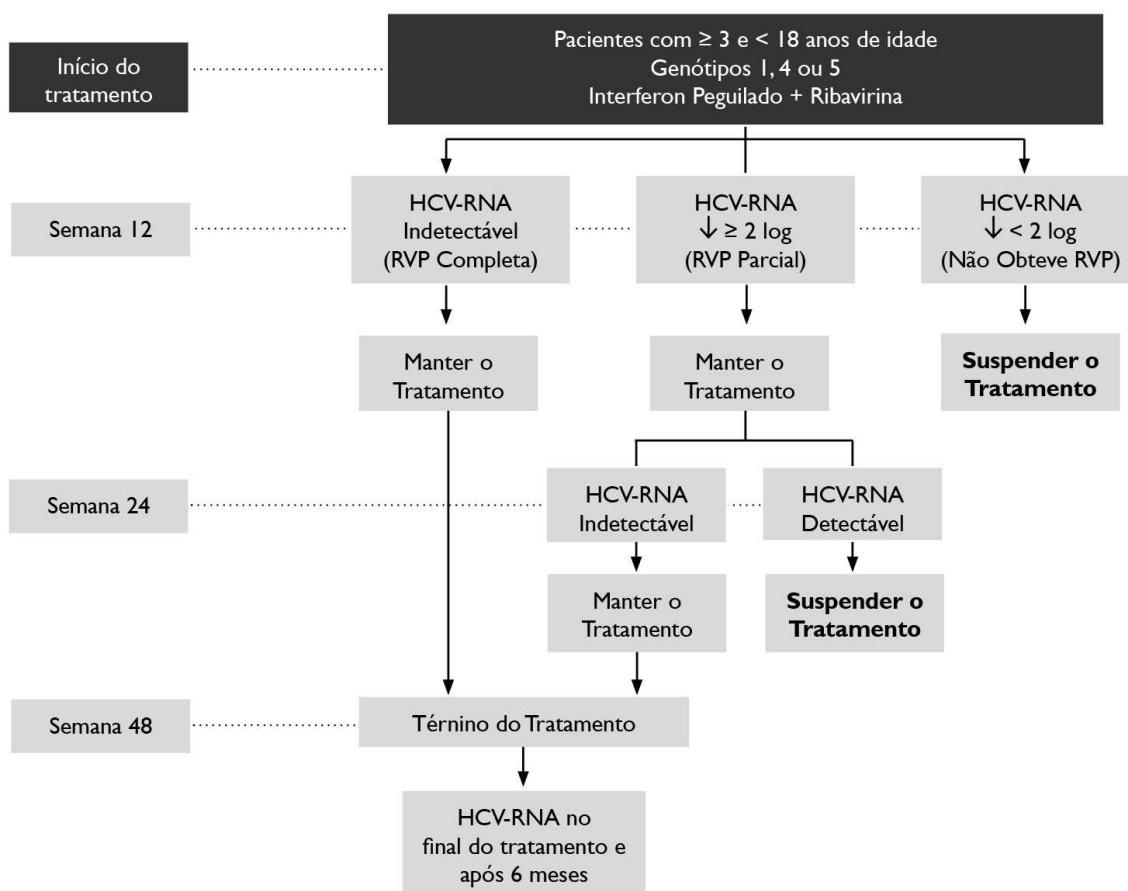 Início do
tratamento
Pacientes com ≥ 3 e < 18 anos de idade
Genótipos 1, 4 ou 5
Interferon Peguilado + Ribavirina
Semana 12
HCV-RNA
Indetectável
(RVP Completa)
HCV-RNA
↓ ≥ 2 log
(RVP Parcial)
HCV-RNA
↓ < 2 log
(Não Obteve RVP)
Manter o
Tratamento
Manter o
Tratamento
Suspender o
Tratamento
Semana 24
HCV-RNA
Indetectável
HCV-RNA
Detectável
Manter o
Tratamento
Suspender o
Tratamento
Semana 48
Térnino do Tratamento
HCV-RNA no
final do tratamento e
após 6 meses